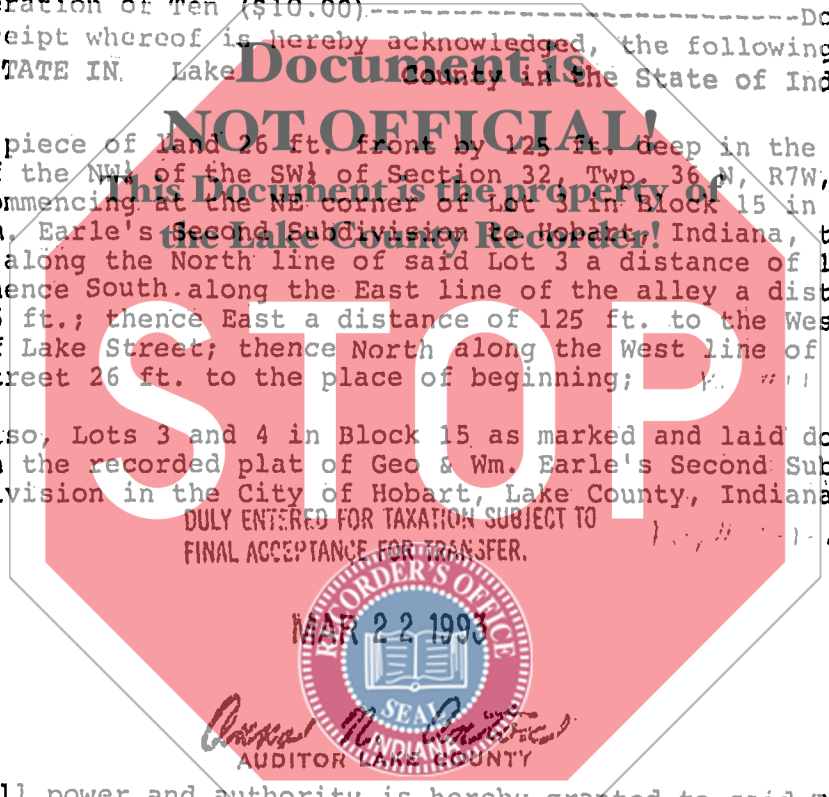 eration of Ten ($10.00)----------------------------Do
eipt whereof is hereby acknowledged, the following
TATE IN Lake County in the State of Ind
Document is
NOT OFFICIAL!
This Document is the property of
the Lake County Recorder!
piece of land 26 ft. front by 125 ft. deep in the
f the NW¼ of the SW¼ of Section 32, Twp. 36 N, R7W,
ommencing at the NE corner of Lot 3 in Block 15 in
. Earle's Second Subdivision to Hobart, Indiana, t
along the North line of said Lot 3 a distance of 1
hence South along the East line of the alley a dist
ft.; thence East a distance of 125 ft. to the Wes
f Lake Street; thence North along the West line of
treet 26 ft. to the place of beginning;
so, Lots 3 and 4 in Block 15 as marked and laid do
the recorded plat of Geo & Wm. Earle's Second Sub
vision in the City of Hobart, Lake County, Indiana
STOP
DULY ENTERED FOR TAXATION SUBJECT TO
FINAL ACCEPTANCE FOR TRANSFER.
MAR 22 1993
RECORDER'S OFFICE
SEAL
INDIANA
AUDITOR LAKE COUNTY
ll power and authority is hereby granted to said